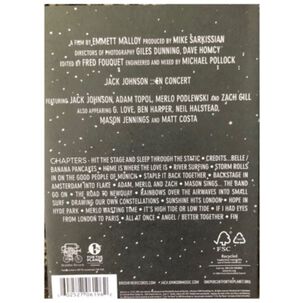 A FILM BY EMMETT MALLOY PRODUCED BY MIKE SARKISSIAN
DIRECTORS OF PHOTOGRAPHY GILES DUNNING, DAVE HOMCY
EDITED BY FRED FOUQUET ENGINEERED AND MIXED BY MICHAEL POLLOCK
JACK JOHNSON EN CONCERT
FEATURING JACK JOHNSON, ADAM TOPOL, MERLO PODLEWSKI AND ZACH GILL
ALSO APPEARING G. LOVE, BEN HARPER, NEIL HALSTEAD,
MASON JENNINGS AND MATT COSTA
CHAPTERS - HIT THE STAGE AND SLEEP THROUGH THE STATIC • CREDITS...BELLE /
BANANA PANCAKES • HOME IS WHERE THE LOVE IS • RIVER SURFING • STORM ROLLS
IN ON THE GOOD PEOPLE OF MUNICH • STAPLE IT BACK TOGETHER • BACKSTAGE IN
AMSTERDAM INTO FLAKE • ADAM, MERLO, AND ZACH • MASON SINGS... THE BAND
GO ON • THE ROAD TO NEWQUAY • RAINBOWS OVER THE AIRWAVES INTO SMELL
SWELL • DRAWING OUR OWN CONSTELLATIONS • SUNSHINE HITS LONDON • HOPE IN
HYDE PARK • MERLO WASTING TIME • IT'S HIGH TIDE OR LOW TIDE • IF I HAD EYES
FROM LONDON TO PARIS • ALL AT ONCE • ANGEL / BETTER TOGETHER • FIN
FSC